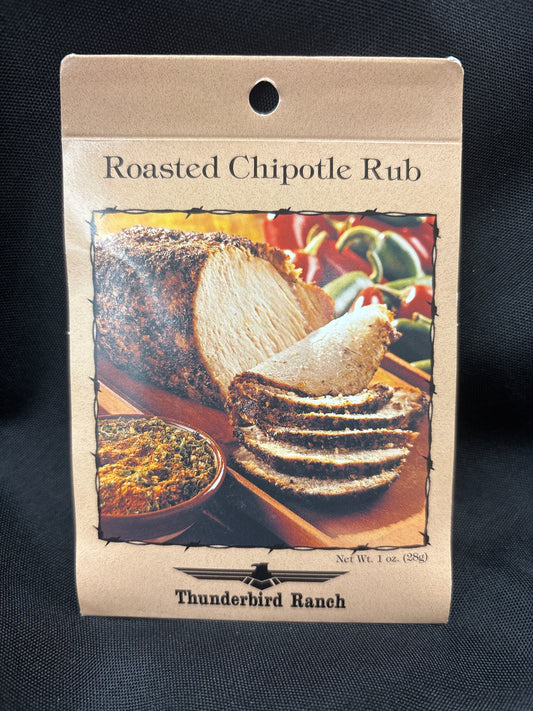 Roasted Chipotle Rub
Net Wt. 1 oz. (28g)
Thunderbird Ranch